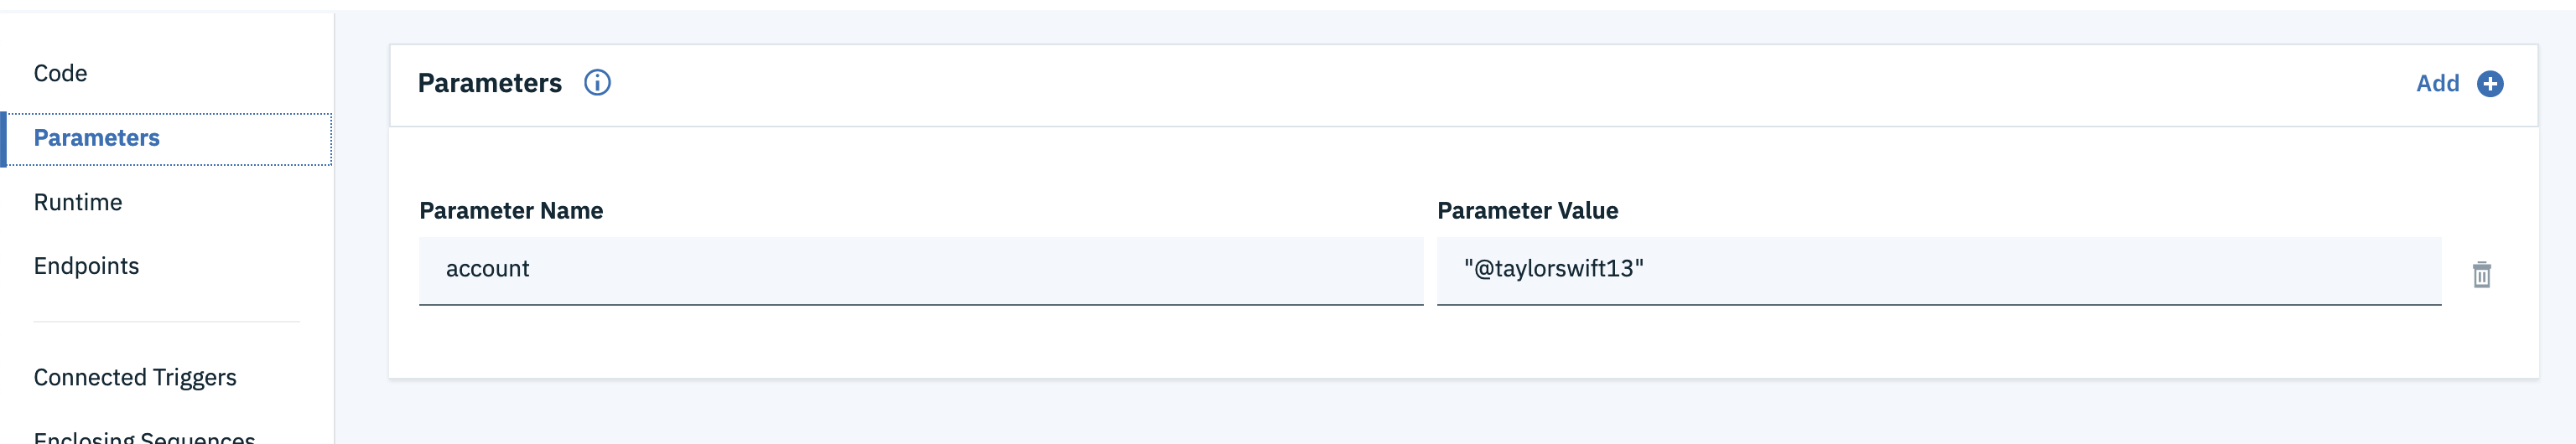 Code
Parameters
Runtime
Endpoints
Connected Triggers
Enclosing Sequences
Parameters
Add
Parameter Name
Parameter Value
account
"@taylorswift13"